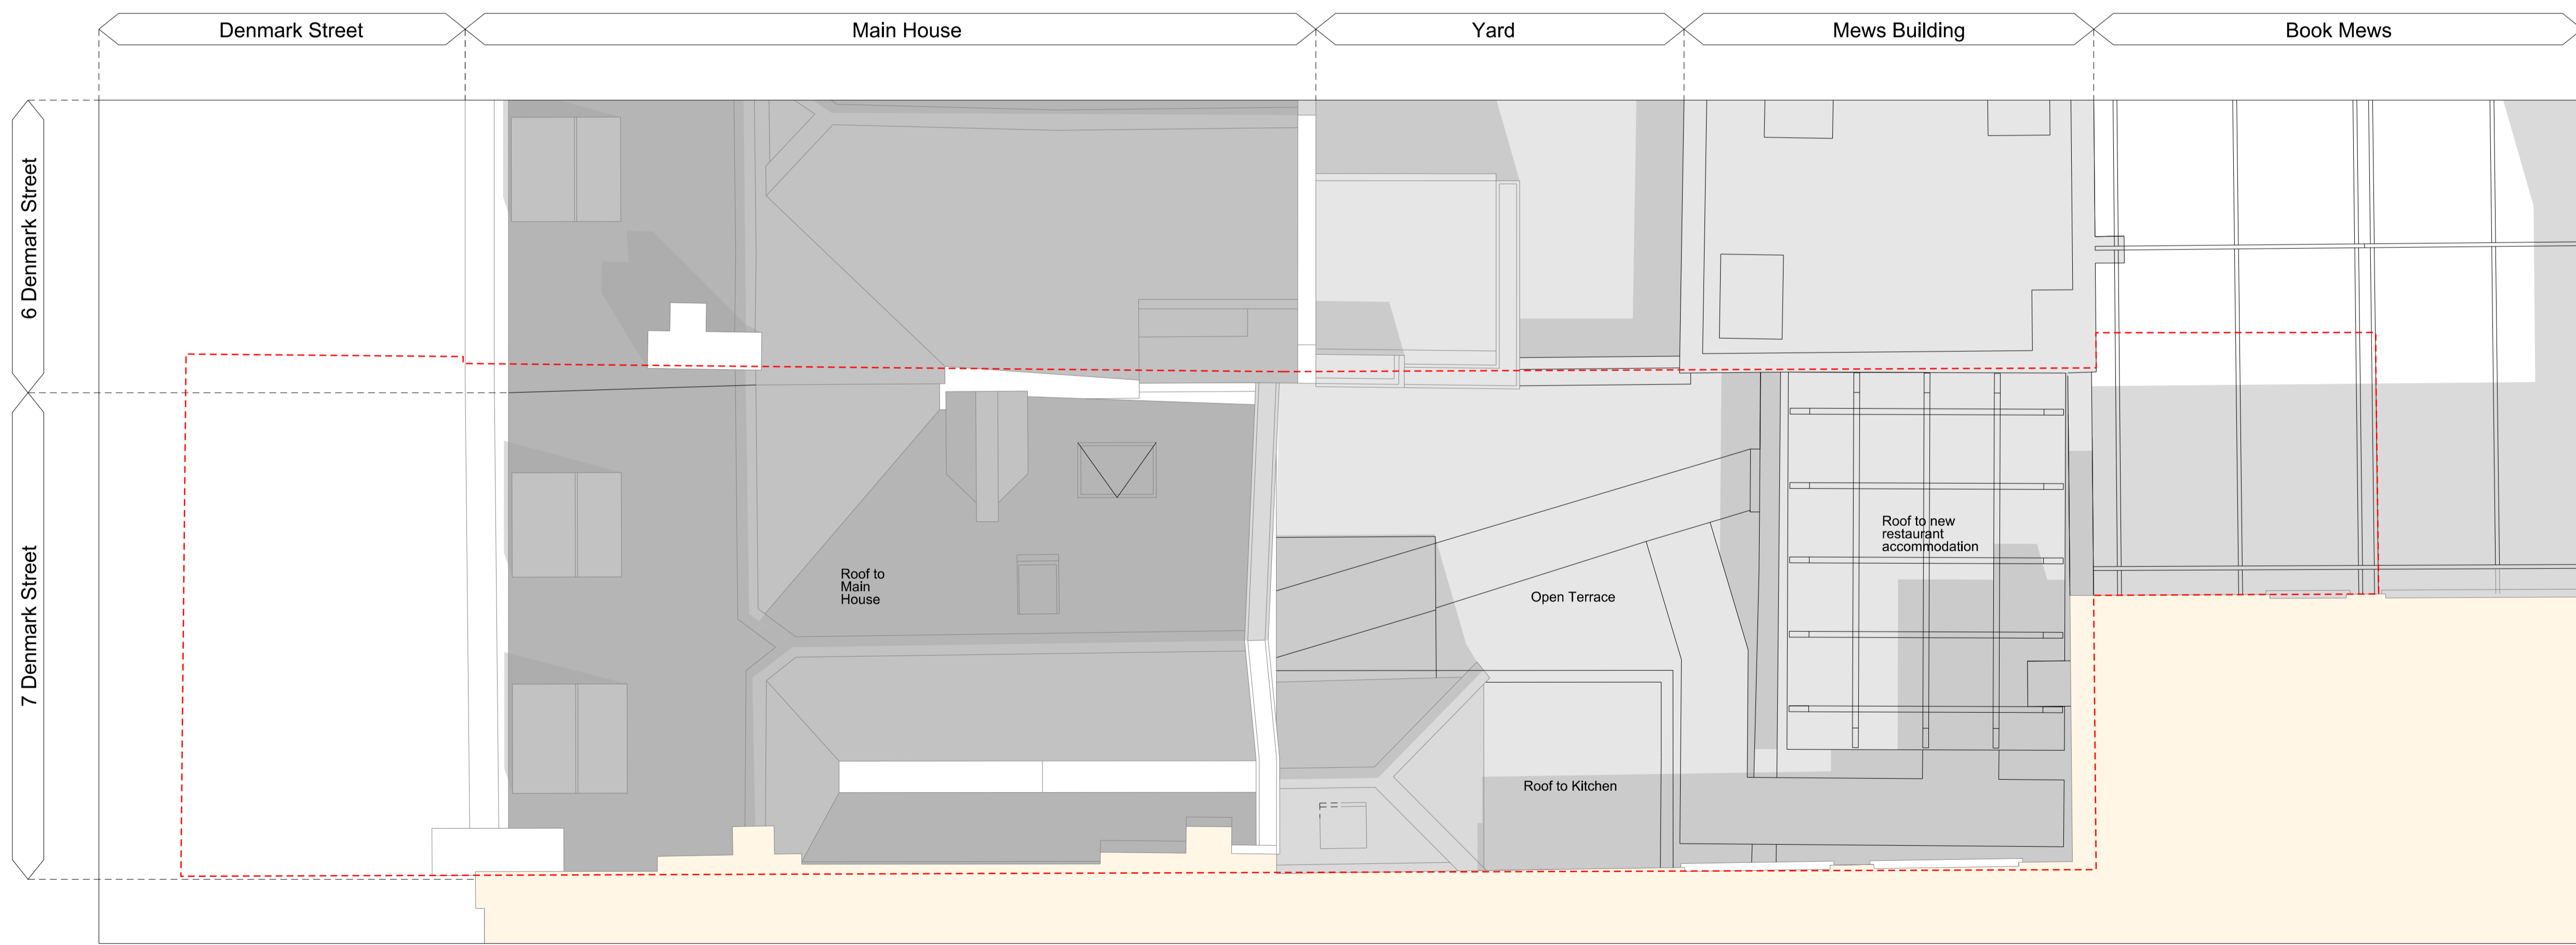 Denmark Street
Main House
Yard
Mews Building
Book Mews
6 Denmark Street
7 Denmark Street
Roof to
Main
House
Roof to new
restaurant
accommodation
Open Terrace
Roof to Kitchen